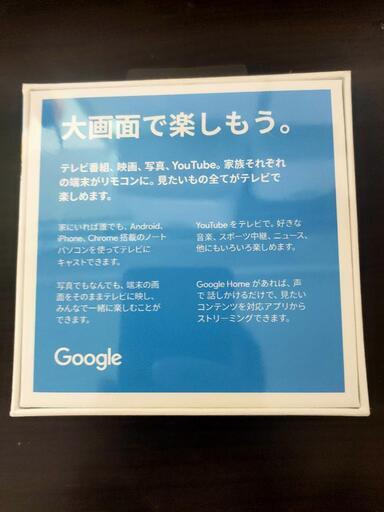 大画面で楽しもう。
テレビ番組、映画、写真、YouTube。家族それぞれ
の端末がリモコンに。見たいもの全てがテレビで
楽しめます。
家にいれば誰でも、Android、
iPhone、Chrome 搭載のノート
パソコンを使ってテレビに
キャストできます。
写真でもなんでも、端末の画
面をそのままテレビに映し、
みんなで一緒に楽しむことが
できます。
YouTube をテレビで。好きな
音楽、スポーツ中継、ニュース、
他にもいろいろ楽しめます。
Google Home があれば、声
で 話しかけるだけで、見たい
コンテンツを対応アプリから
ストリーミングできます。
Google